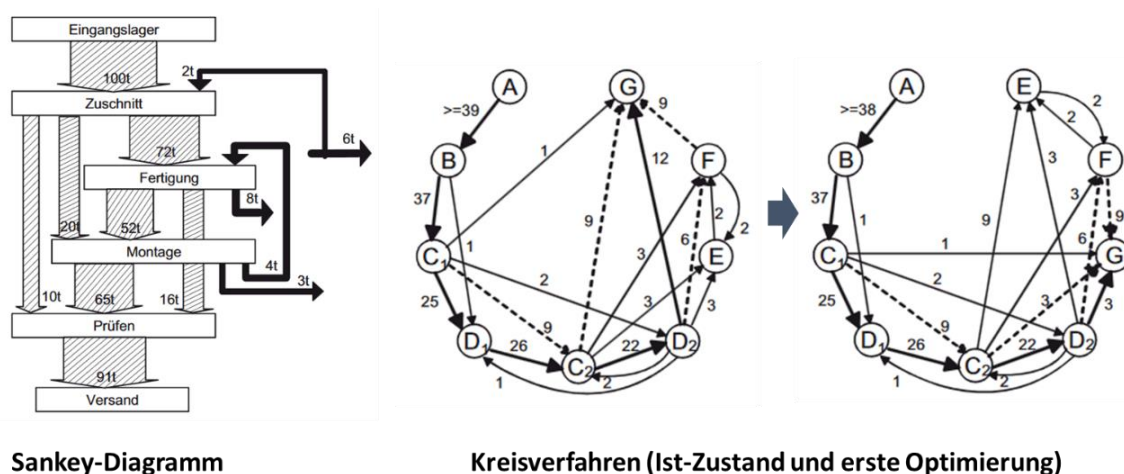 Eingangslager
100t
2t
Zuschnitt
6t
72t
Fertigung
8t
20t
52t
Montage
4t
3t
10t
65t
16t
Prüfen
91t
Versand
A
G
>=39
9
B
1
12
F
37
9
3
2
2
1
6
E
C1
2
3
3
25
9
D1
26
22
D2
C2
2
1
A
E
>=38
2
2
B
3
F
37
9
3
9
1
1
6
C1
G
2
3
3
25
9
D1
26
22
D2
C2
2
1
Sankey-Diagramm
Kreisverfahren (Ist-Zustand und erste Optimierung)